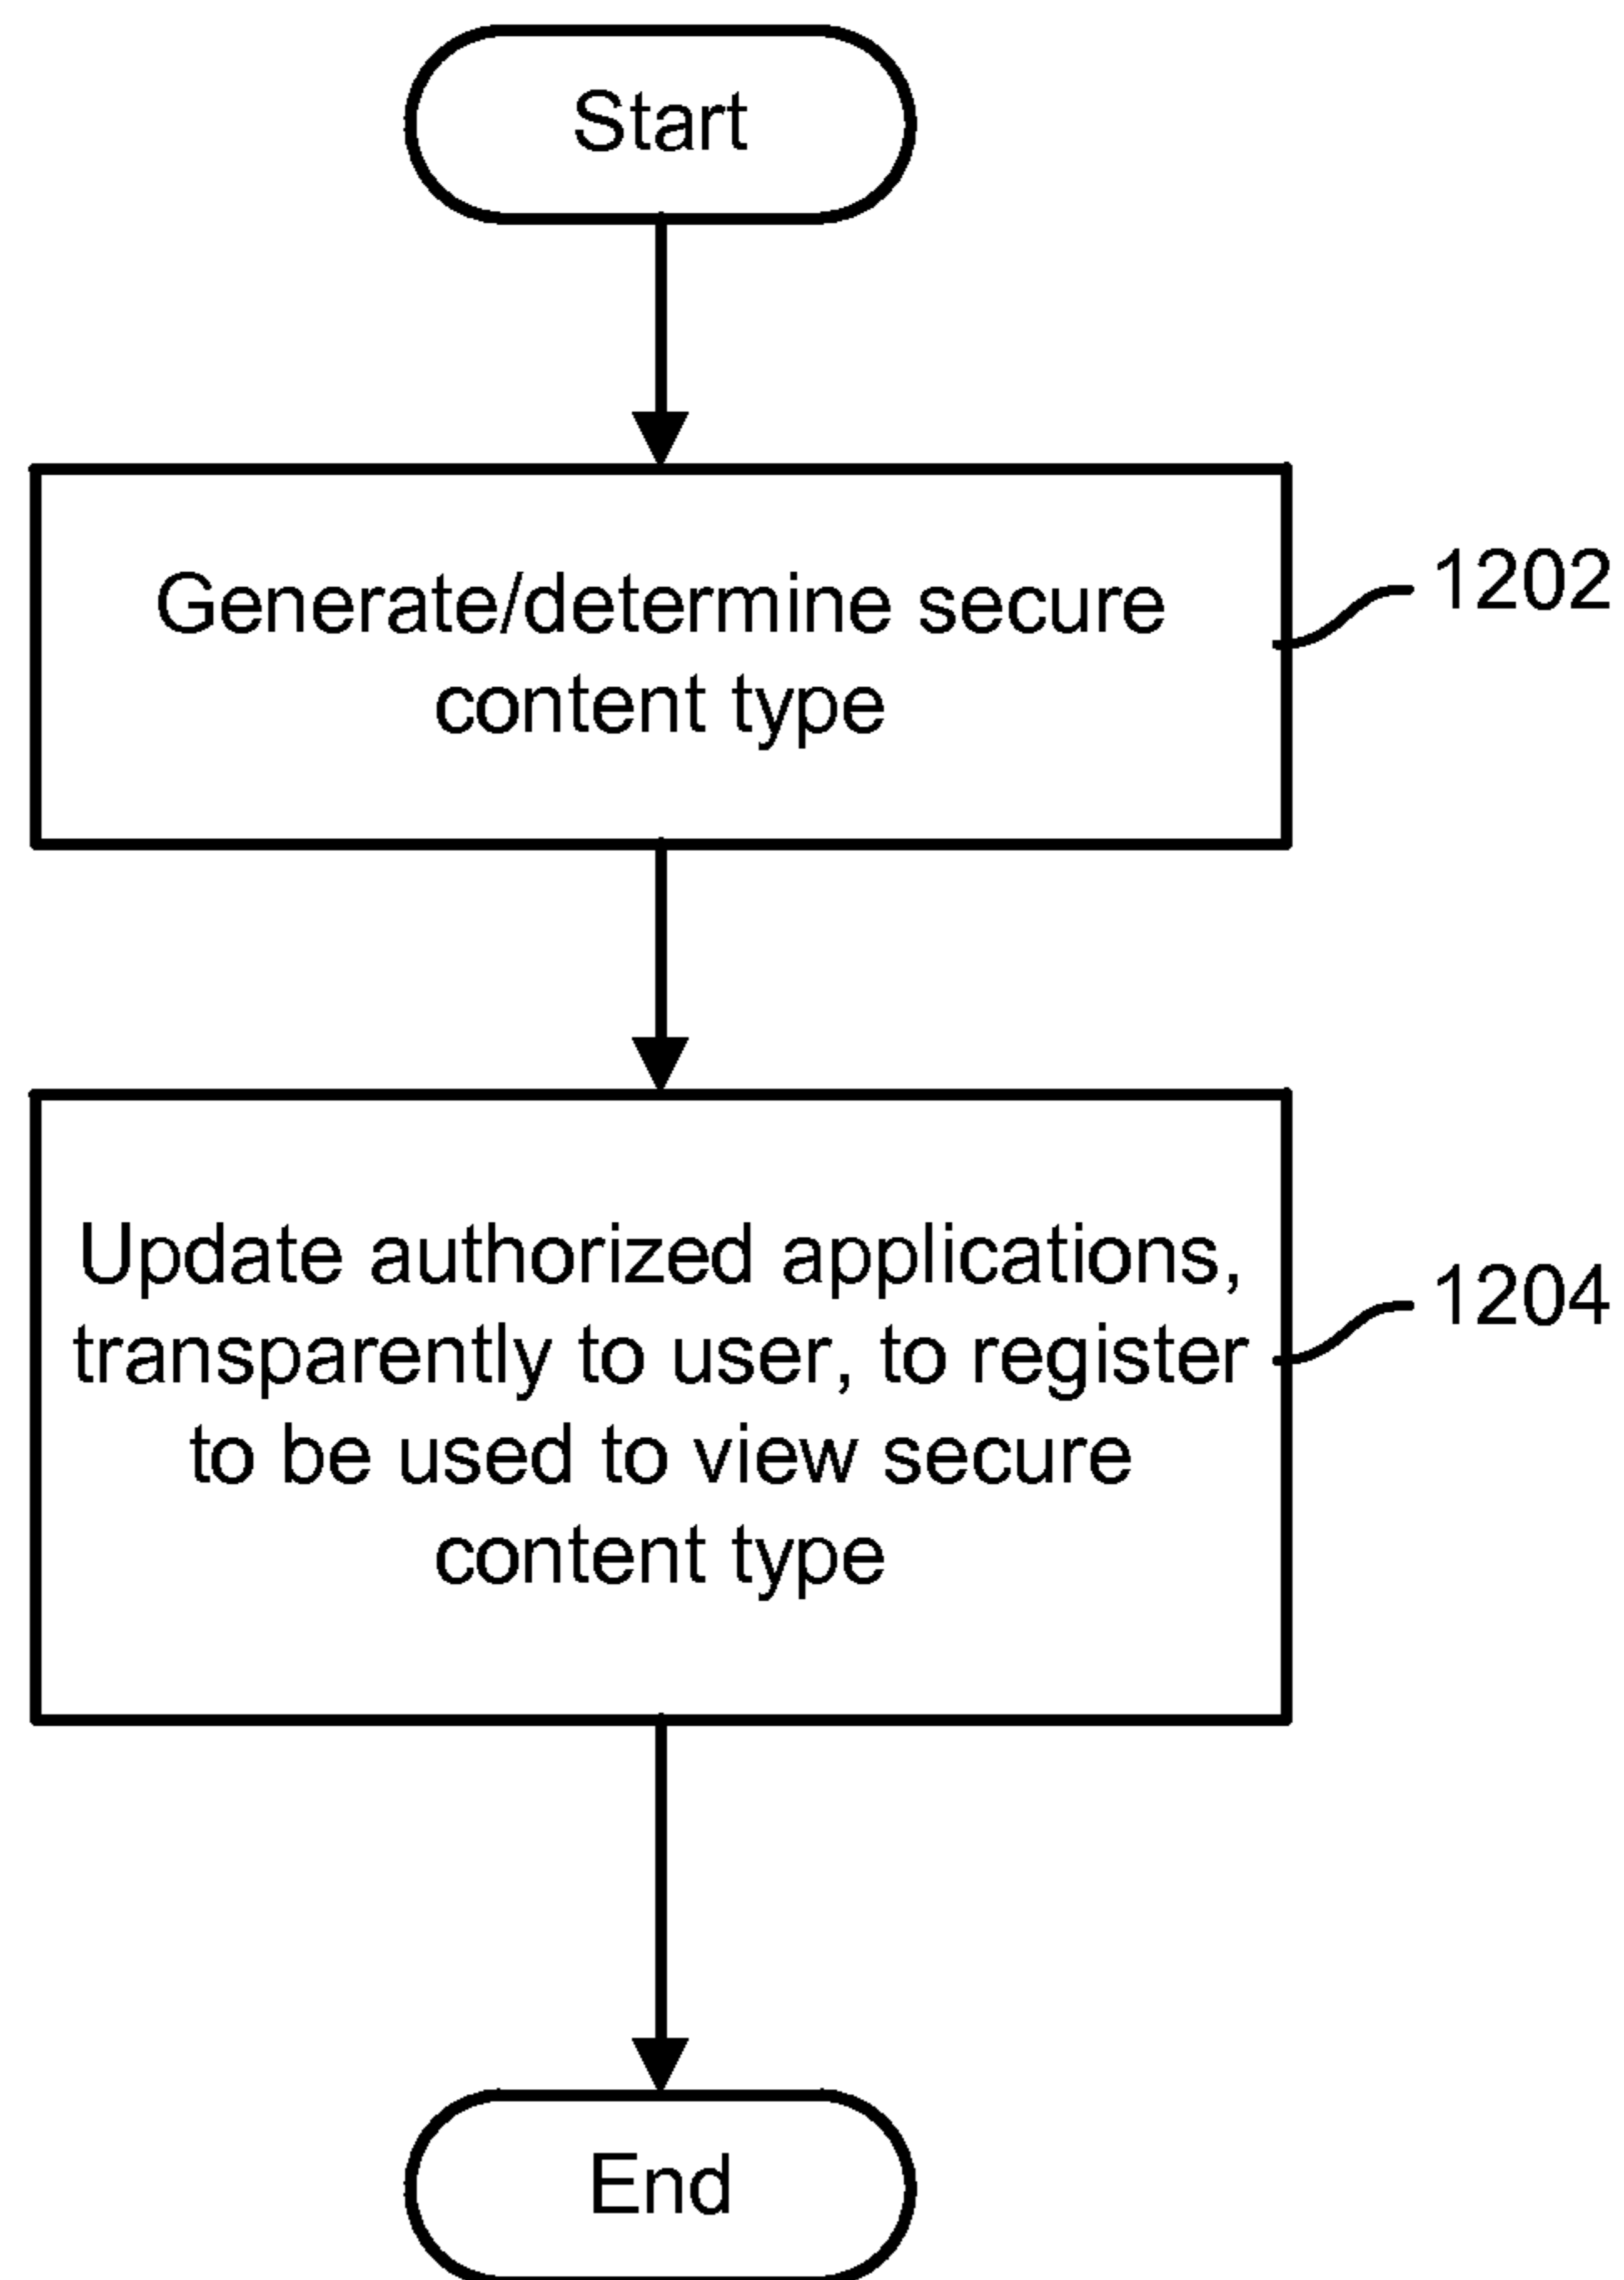 Start
Generate/determine secure
content type
1202
Update authorized applications,
transparently to user, to register
to be used to view secure
content type
1204
End